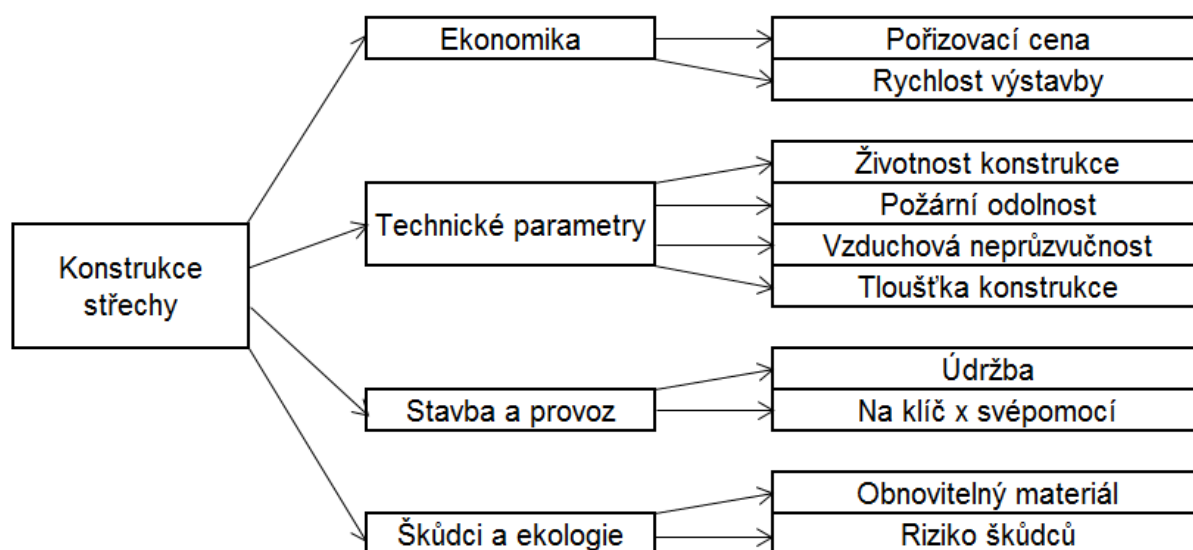 Konstrukce
střechy
Ekonomika
Pořizovací cena
Rychlost výstavby
Technické parametry
Životnost konstrukce
Požární odolnost
Vzduchová neprůzvučnost
Tloušťka konstrukce
Stavba a provoz
Údržba
Na klíč x svépomocí
Škůdci a ekologie
Obnovitelný materiál
Riziko škůdců